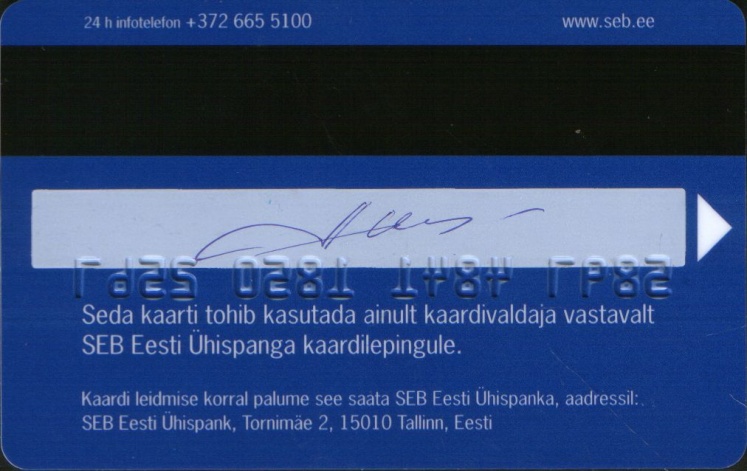 24 h infotelefon +372 665 5100 www.seb.ee
Seda kaarti tohib kasutada ainult kaardivaldaja vastavalt
SEB Eesti Ühispanga kaardilepingule.
Kaardi leidmise korral palume see saata SEB Eesti Ühispanka, aadressil:
SEB Eesti Ühispank, Tornimäe 2, 15010 Tallinn, Eesti